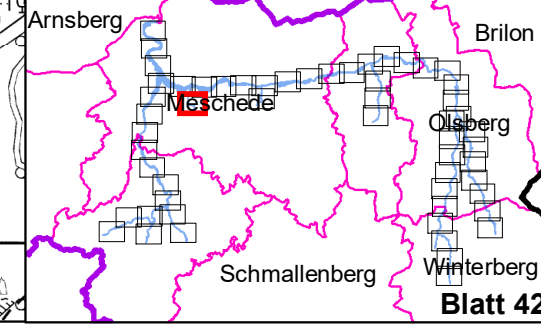 Arnsberg
Brilon
Meschede
Olsberg
Schmallenberg
Winterberg
Blatt 42